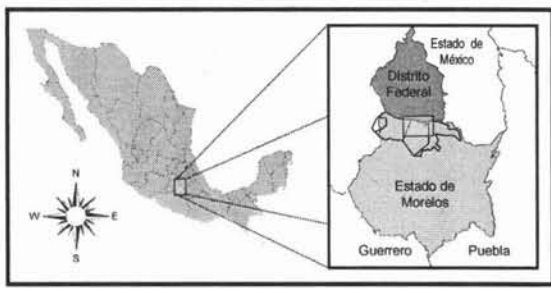 N
W E
S
Estado de
México
Distrito
Federal
Estado de
Morelos
Guerrero Puebla